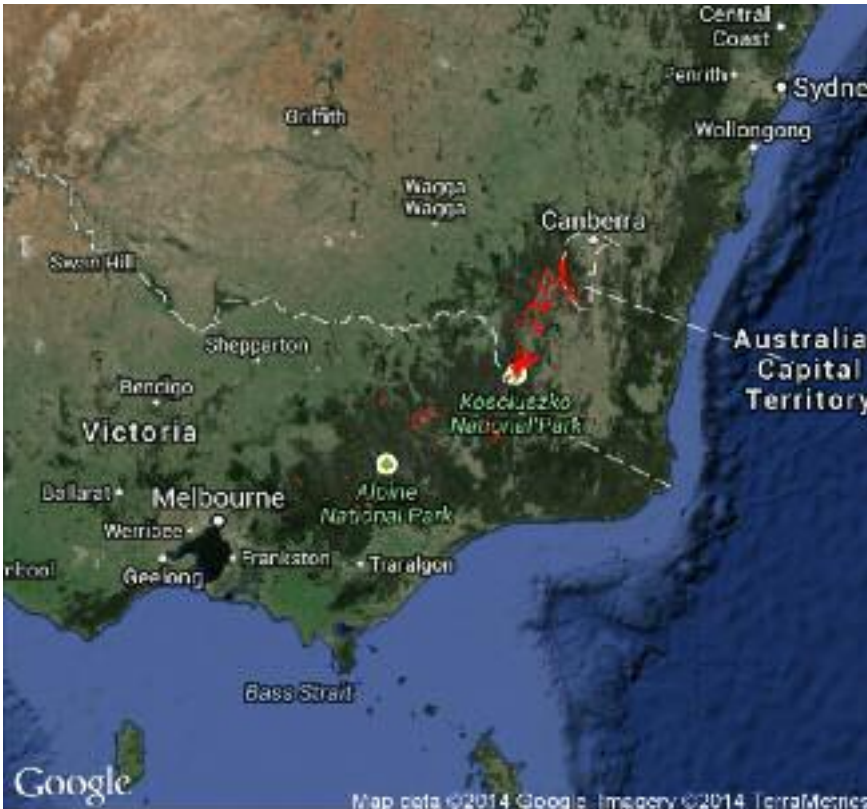 Central
Coast
Penrith
Sydne
Wollongong
Griffith
Wagga
Wagga
Canberra
Swan Hill
Shepparton
Australia
Capital
Territory
Bendigo
Kosciuszko
National Park
Victoria
Ballarat
Melbourne
Alpine
National Park
Werribee
Frankston
Traralgon
Geelong
mbool
Bass Strait
Google
Map data ©2014 Google Imagery ©2014 TerraMetrics